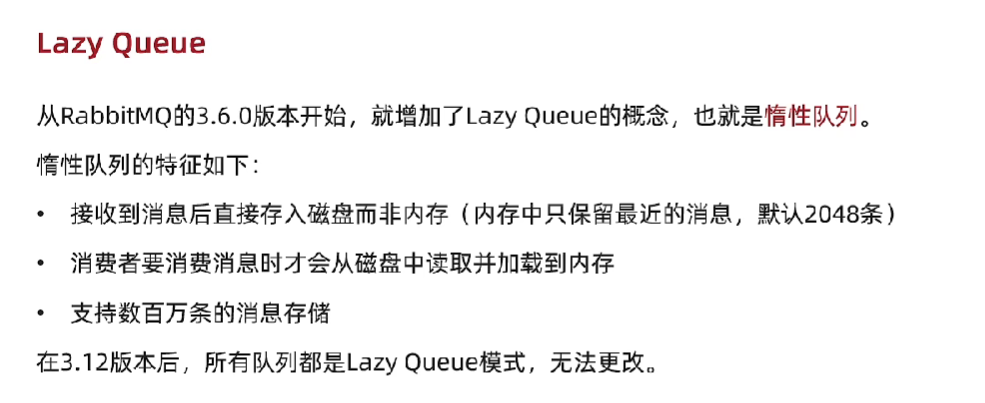 Lazy Queue
从RabbitMQ的3.6.0版本开始，就增加了Lazy Queue的概念，也就是惰性队列。
惰性队列的特征如下：
• 接收到消息后直接存入磁盘而非内存（内存中只保留最近的消息，默认2048条）
• 消费者要消费消息时才会从磁盘中读取并加载到内存
• 支持数百万条的消息存储
在3.12版本后，所有队列都是Lazy Queue模式，无法更改。